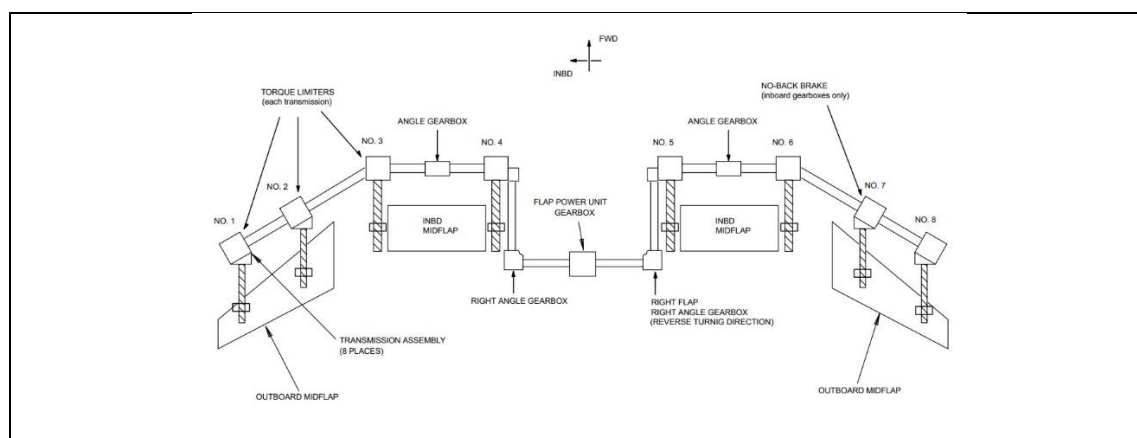 FWD
INBD
TORQUE LIMITERS
(each transmission)
NO-BACK BRAKE
(inboard gearboxes only)
ANGLE GEARBOX
ANGLE GEARBOX
NO. 3
NO. 4
NO. 5
NO. 6
NO. 2
NO. 7
NO. 1
NO. 8
FLAP POWER UNIT
GEARBOX
INBD
MIDFLAP
INBD
MIDFLAP
RIGHT ANGLE GEARBOX
RIGHT FLAP
RIGHT ANGLE GEARBOX
(REVERSE TURNIG DIRECTION)
TRANSMISSION ASSEMBLY
(8 PLACES)
OUTBOARD MIDFLAP
OUTBOARD MIDFLAP